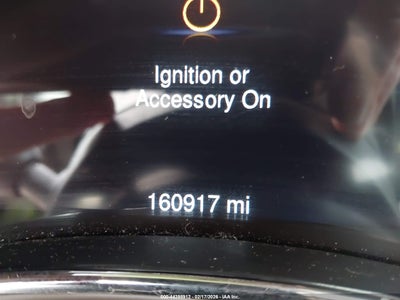 Ignition or
Accessory On
160917 mi